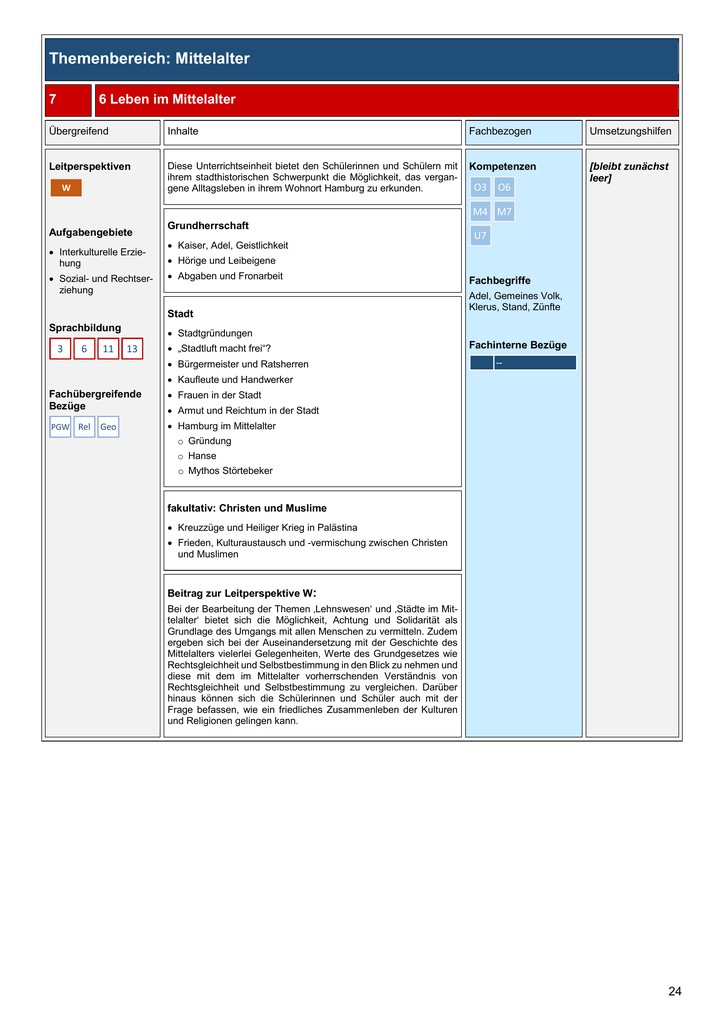 Themenbereich: Mittelalter
7 6 Leben im Mittelalter
Übergreifend Inhalte Fachbezogen Umsetzungshilfen
Leitperspektiven
W
Aufgabengebiete
• Interkulturelle Erzie-
hung
• Sozial- und Rechtser-
ziehung
Sprachbildung
3 6 11 13
Fachübergreifende
Bezüge
PGW Rel Geo
Diese Unterrichtseinheit bietet den Schülerinnen und Schülern mit
ihrem stadthistorischen Schwerpunkt die Möglichkeit, das vergan-
gene Alltagsleben in ihrem Wohnort Hamburg zu erkunden.
Grundherrschaft
• Kaiser, Adel, Geistlichkeit
• Hörige und Leibeigene
• Abgaben und Fronarbeit
Stadt
• Stadtgründungen
• „Stadtluft macht frei“?
• Bürgermeister und Ratsherren
• Kaufleute und Handwerker
• Frauen in der Stadt
• Armut und Reichtum in der Stadt
• Hamburg im Mittelalter
o Gründung
o Hanse
o Mythos Störtebeker
fakultativ: Christen und Muslime
• Kreuzzüge und Heiliger Krieg in Palästina
• Frieden, Kulturaustausch und -vermischung zwischen Christen
und Muslimen
Beitrag zur Leitperspektive W:
Bei der Bearbeitung der Themen ‚Lehnswesen‘ und ‚Städte im Mit-
telalter‘ bietet sich die Möglichkeit, Achtung und Solidarität als
Grundlage des Umgangs mit allen Menschen zu vermitteln. Zudem
ergeben sich bei der Auseinandersetzung mit der Geschichte des
Mittelalters vielerlei Gelegenheiten, Werte des Grundgesetzes wie
Rechtsgleichheit und Selbstbestimmung in den Blick zu nehmen und
diese mit dem im Mittelalter vorherrschenden Verständnis von
Rechtsgleichheit und Selbstbestimmung zu vergleichen. Darüber
hinaus können sich die Schülerinnen und Schüler auch mit der
Frage befassen, wie ein friedliches Zusammenleben der Kulturen
und Religionen gelingen kann.
Kompetenzen
O3 O6
M4 M7
U7
Fachbegriffe
Adel, Gemeines Volk,
Klerus, Stand, Zünfte
Fachinterne Bezüge
--
[bleibt zunächst
leer]
24